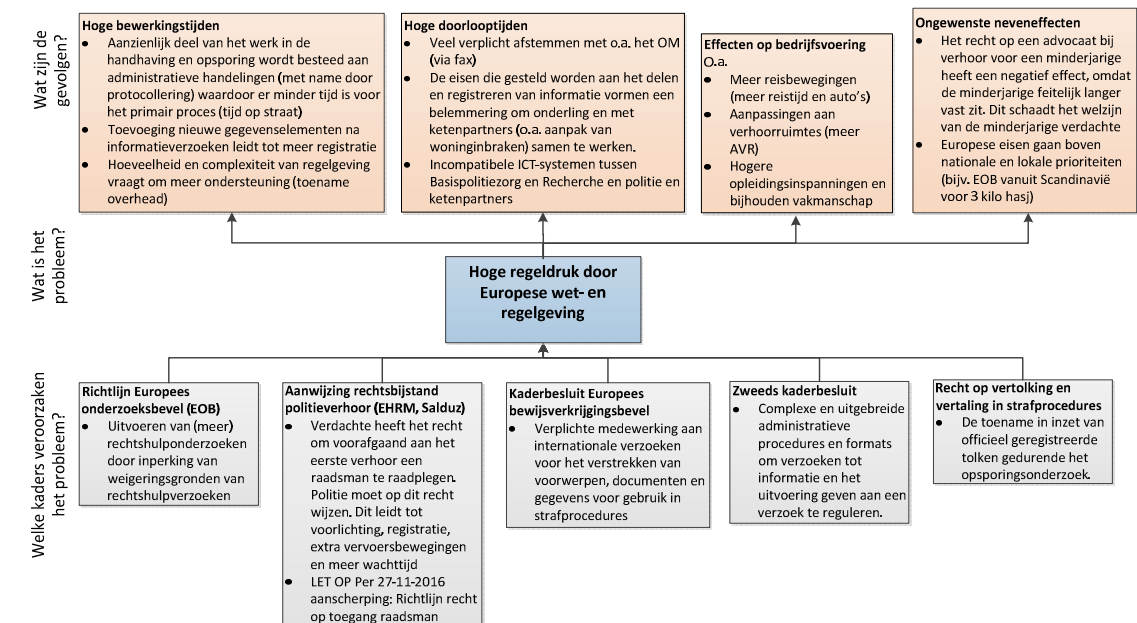 Wat zijn de
gevolgen?
Hoge bewerkingstijden
• Aanzienlijk deel van het werk in de
handhaving en opsporing wordt besteed aan
administratieve handelingen (met name door
protocollering) waardoor er minder tijd is voor
het primair proces (tijd op straat)
• Toevoeging nieuwe gegevenselementen na
informatieverzoeken leidt tot meer registratie
• Hoeveelheid en complexiteit van regelgeving
vraagt om meer ondersteuning (toename
overhead)
Hoge doorlooptijden
• Veel verplicht afstemmen met o.a. het OM
(via fax)
• De eisen die gesteld worden aan het delen
en registreren van informatie vormen een
belemmering om onderling en met
ketenpartners (o.a. aanpak van
woninginbraken) samen te werken.
• Incompatibele ICT-systemen tussen
Basispolitiezorg en Recherche en politie en
ketenpartners
Effecten op bedrijfsvoering
O.a.
• Meer reisbewegingen
(meer reistijd en auto's)
• Aanpassingen aan
verhoorruimtes (meer
AVR)
• Hogere
opleidingsinspanningen en
bijhouden vakmanschap
Ongewenste neveneffecten
• Het recht op een advocaat bij
verhoor voor een minderjarige
heeft een negatief effect, omdat
de minderjarige feitelijk langer
vast zit. Dit schaadt het welzijn
van de minderjarige verdachte
• Europese eisen gaan boven
nationale en lokale prioriteiten
(bijv. EOB vanuit Scandinavië
voor 3 kilo hasj)
Wat is het
probleem?
Hoge regeldruk door
Europese wet- en
regelgeving
Welke kaders veroorzaken
het probleem?
Richtlijn Europees
onderzoeksbevel (EOB)
• Uitvoeren van (meer)
rechtshulponderzoeken
door inperking van
weigeringsgronden van
rechtshulpverzoeken
Aanwijzing rechtsbijstand
politieverhoor (EHRM, Salduz)
• Verdachte heeft het recht
om voorafgaand aan het
eerste verhoor een
raadsman te raadplegen.
Politie moet op dit recht
wijzen. Dit leidt tot
voorlichting, registratie,
extra vervoersbewegingen
en meer wachttijd
• LET OP Per 27-11-2016
aanscherping: Richtlijn recht
op toegang raadsman
Kaderbesluit Europees
bewijsverkrijgingsbevel
• Verplichte medewerking aan
internationale verzoeken
voor het verstrekken van
voorwerpen, documenten en
gegevens voor gebruik in
strafprocedures
Zweeds kaderbesluit
• Complexe en uitgebreide
administratieve
procedures en formats
om verzoeken tot
informatie en het
uitvoering geven aan een
verzoek te reguleren.
Recht op vertolking en
vertaling in strafprocedures
• De toename in inzet van
officieel geregistreerde
tolken gedurende het
opsporingsonderzoek.